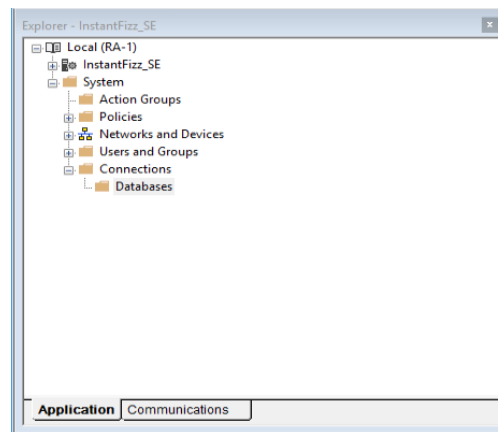 Explorer - InstantFizz_SE
Local (RA-1)
InstantFizz_SE
System
Action Groups
Policies
Networks and Devices
Users and Groups
Connections
Databases
Application Communications